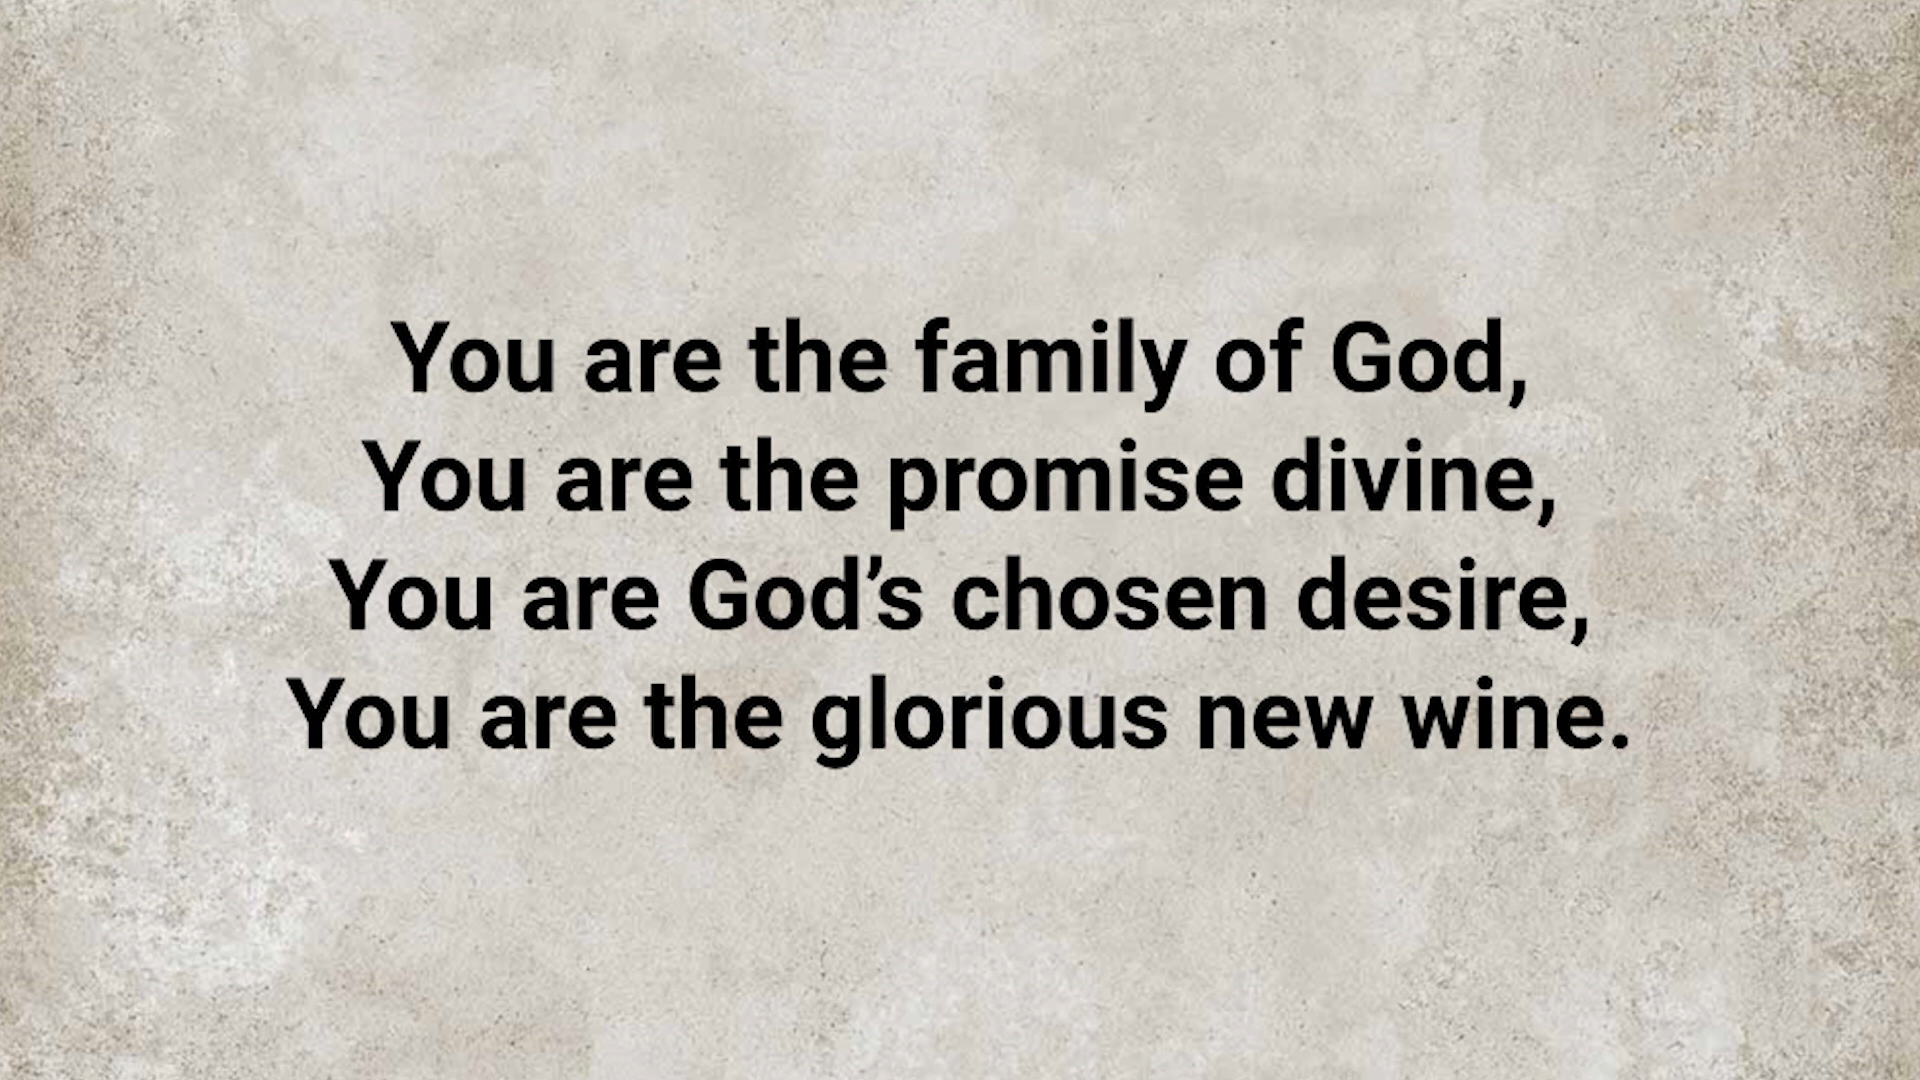 You are the family of God,
You are the promise divine,
You are God’s chosen desire,
You are the glorious new wine.